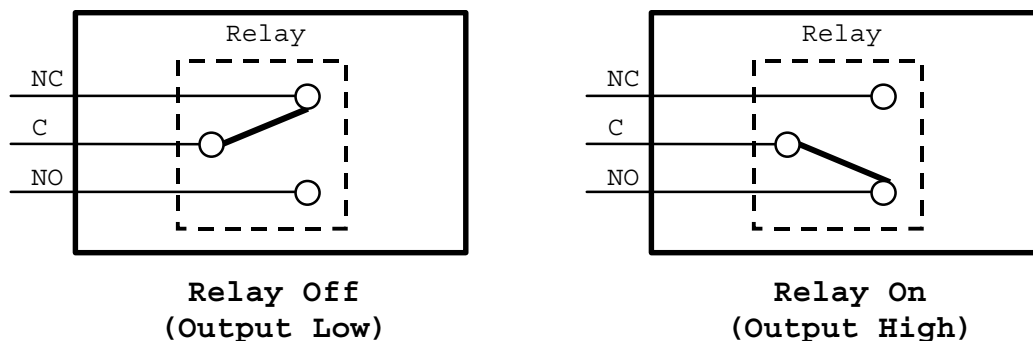 Relay
NC
C
NO
Relay Off
(Output Low)
Relay
NC
C
NO
Relay On
(Output High)